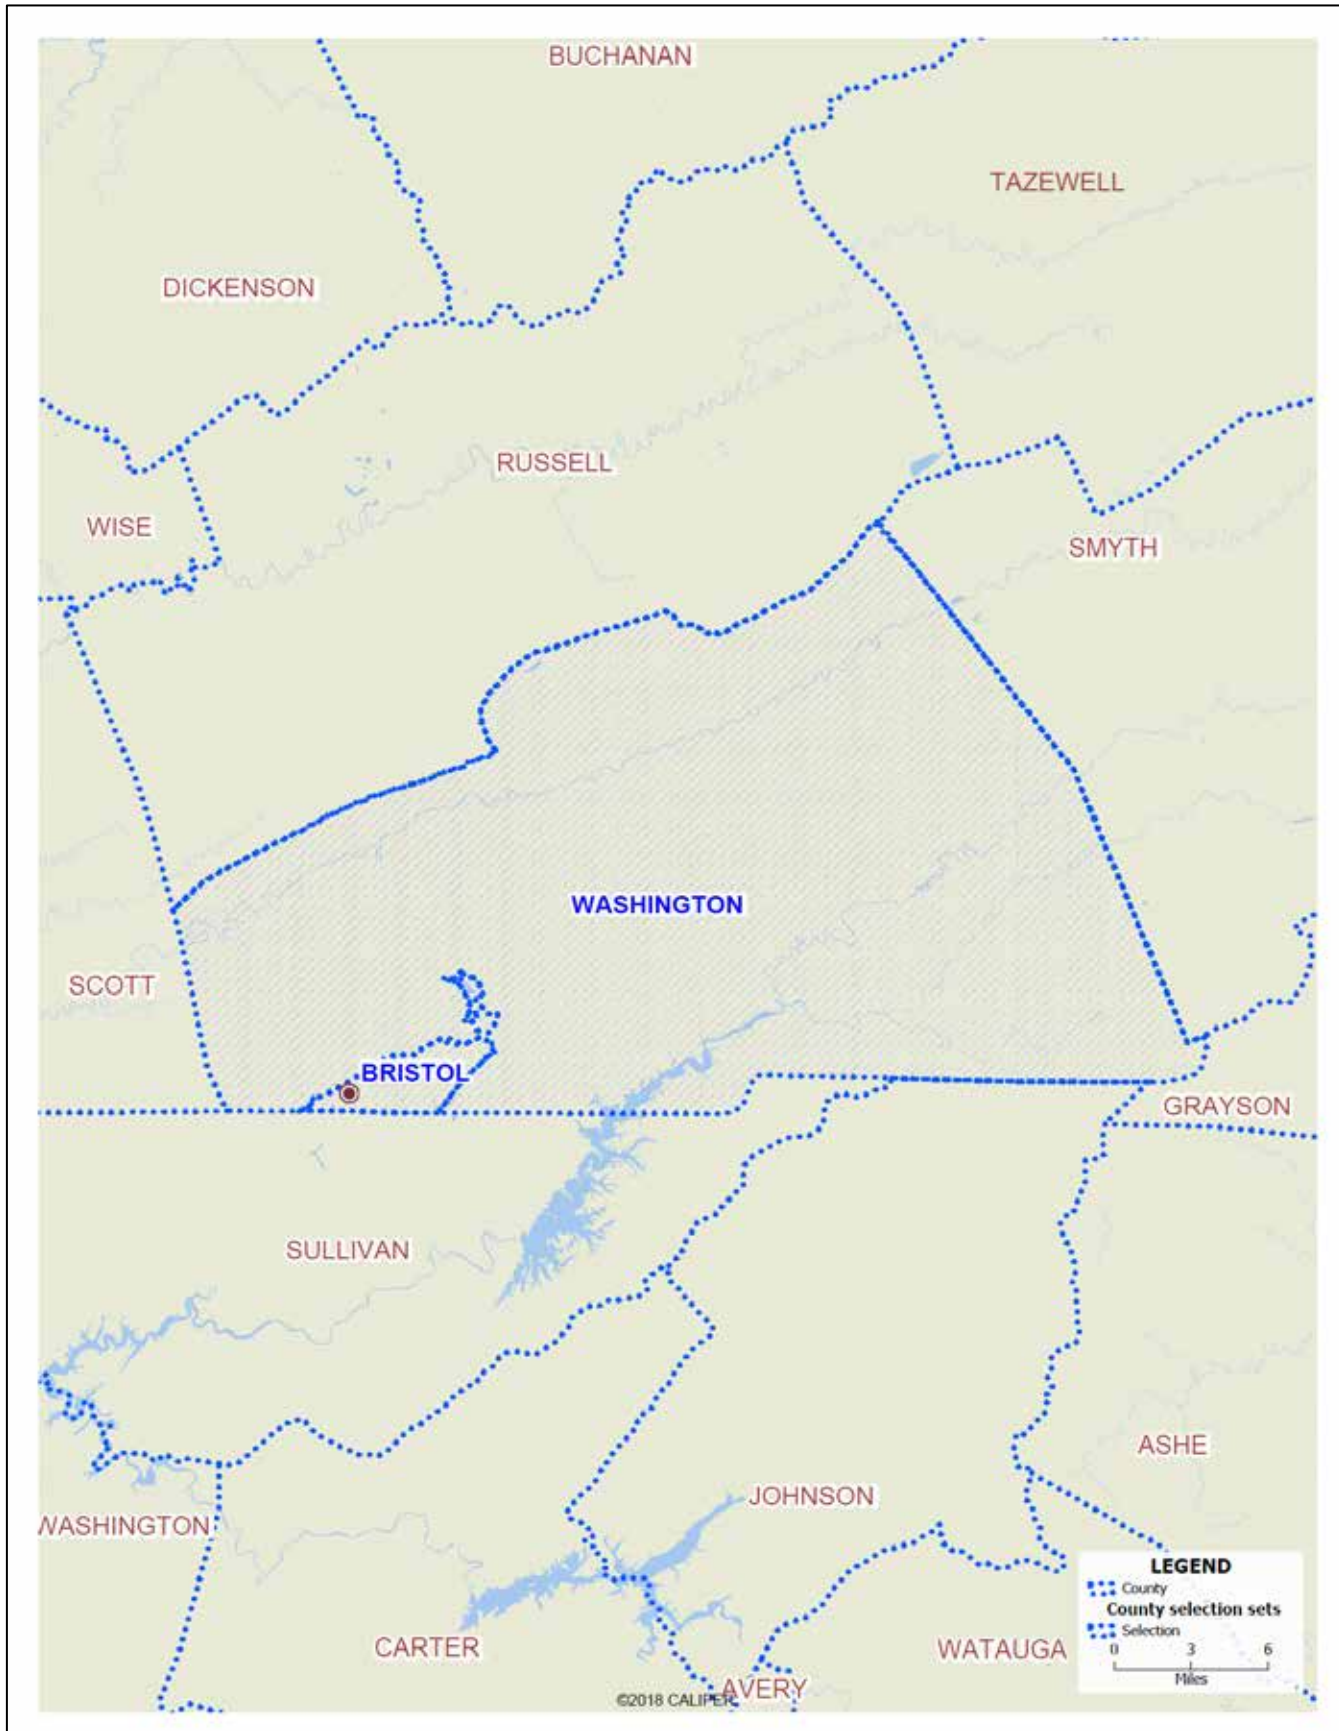 BUCHANAN
TAZEWELL
DICKENSON
RUSSELL
WISE
SMYTH
WASHINGTON
SCOTT
BRISTOL
GRAYSON
SULLIVAN
ASHE
JOHNSON
WASHINGTON
LEGEND
County
County selection sets
Selection
0 3 6
Miles
CARTER
WATAUGA
AVERY
©2018 CALIPER